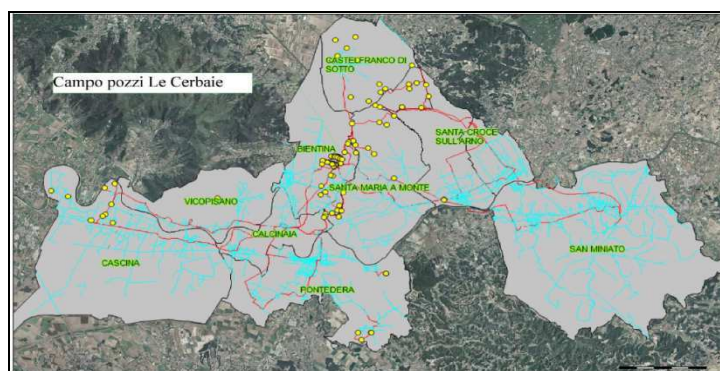 Campo pozzi Le Cerbaie
CASTELFRANCO DI
SOTTO
SANTA CROCE
SULL'ARNO
BIENTINA
SANTA MARIA A MONTE
VICOPISANO
CALCINAIA
SAN MINIATO
CASCINA
PONTEDERA